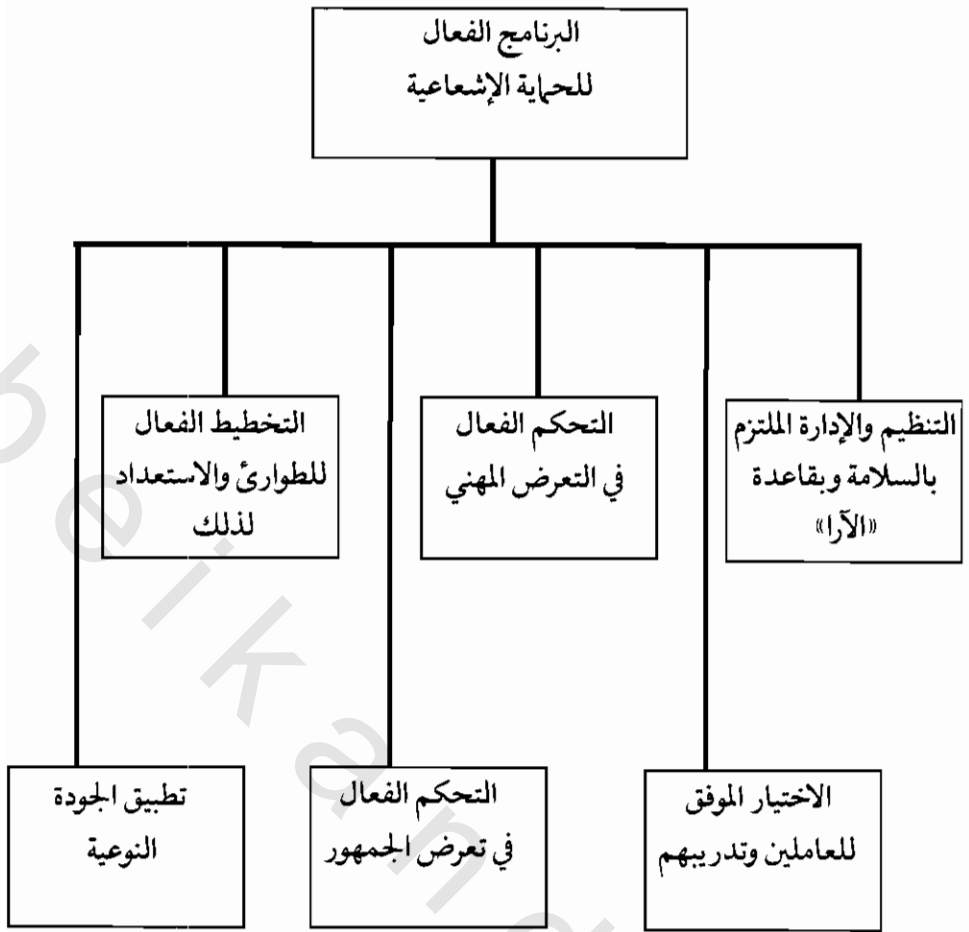 البرنامج الفعال
للحماية الإشعاعية
التنظيم والإدارة الملتزم
بالسلامة وبقاعدة
«الآرا»
التحكم الفعال
في التعرض المهني
التخطيط الفعال
للطوارئ والاستعداد
لذلك
الاختيار الموفق
للعاملين وتدريبهم
التحكم الفعال
في تعرض الجمهور
تطبيق الجودة
النوعية
beikand